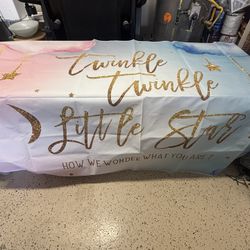 twinkle
twinkle
Little Star
HOW WE WONDER WHAT YOU ARE?